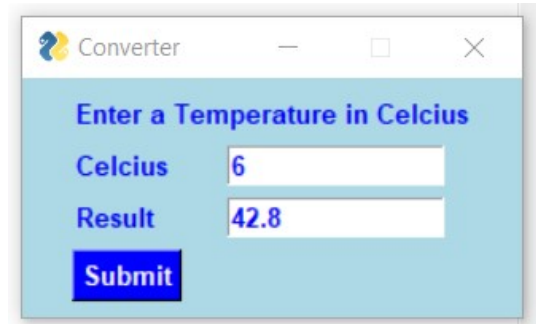 Converter
Enter a Temperature in Celcius
Celcius 6
Result 42.8
Submit